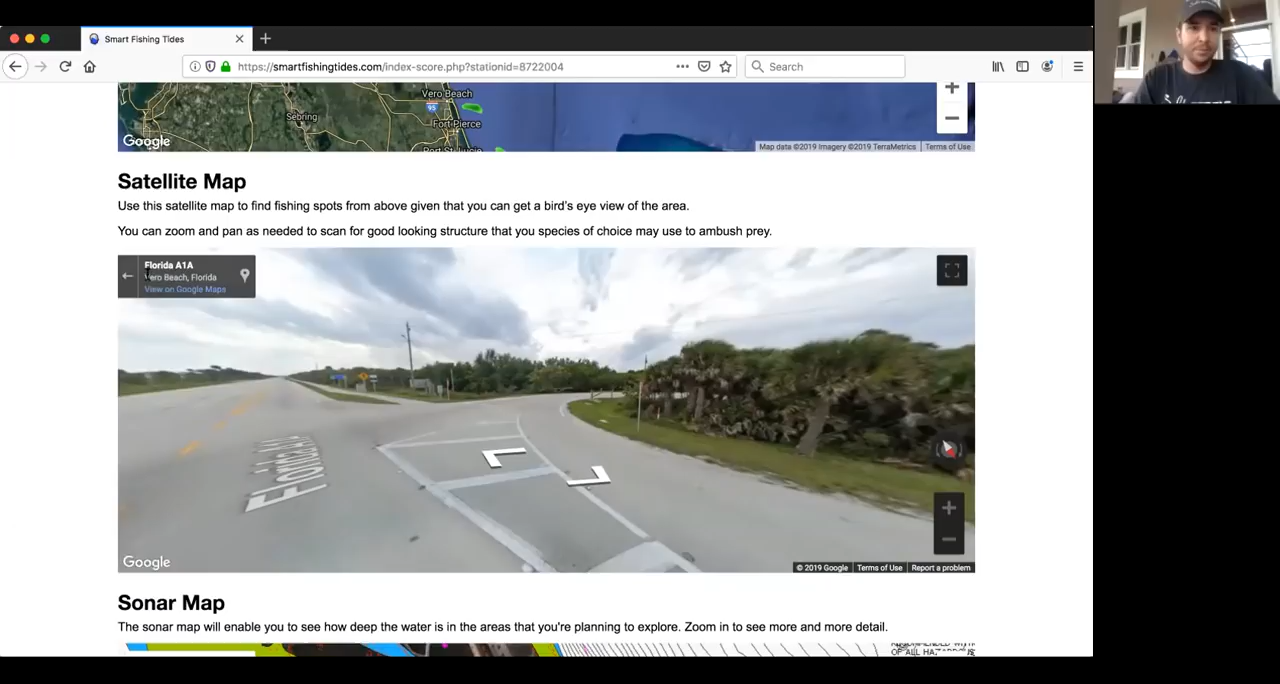 Smart Fishing Tides
https://smartfishingtides.com/index-score.php?stationid=8722004
Search
Vero Beach
95
Sebring
Fort Pierce
Google
Map data ©2019 Imagery ©2019 TerraMetrics
Terms of Use
Satellite Map
Use this satellite map to find fishing spots from above given that you can get a bird's eye view of the area.
You can zoom and pan as needed to scan for good looking structure that you species of choice may use to ambush prey.
Florida A1A
Vero Beach, Florida
View on Google Maps
Florida A1A
Google
© 2019 Google
Terms of Use
Report a problem
Sonar Map
The sonar map will enable you to see how deep the water is in the areas that you're planning to explore. Zoom in to see more and more detail.